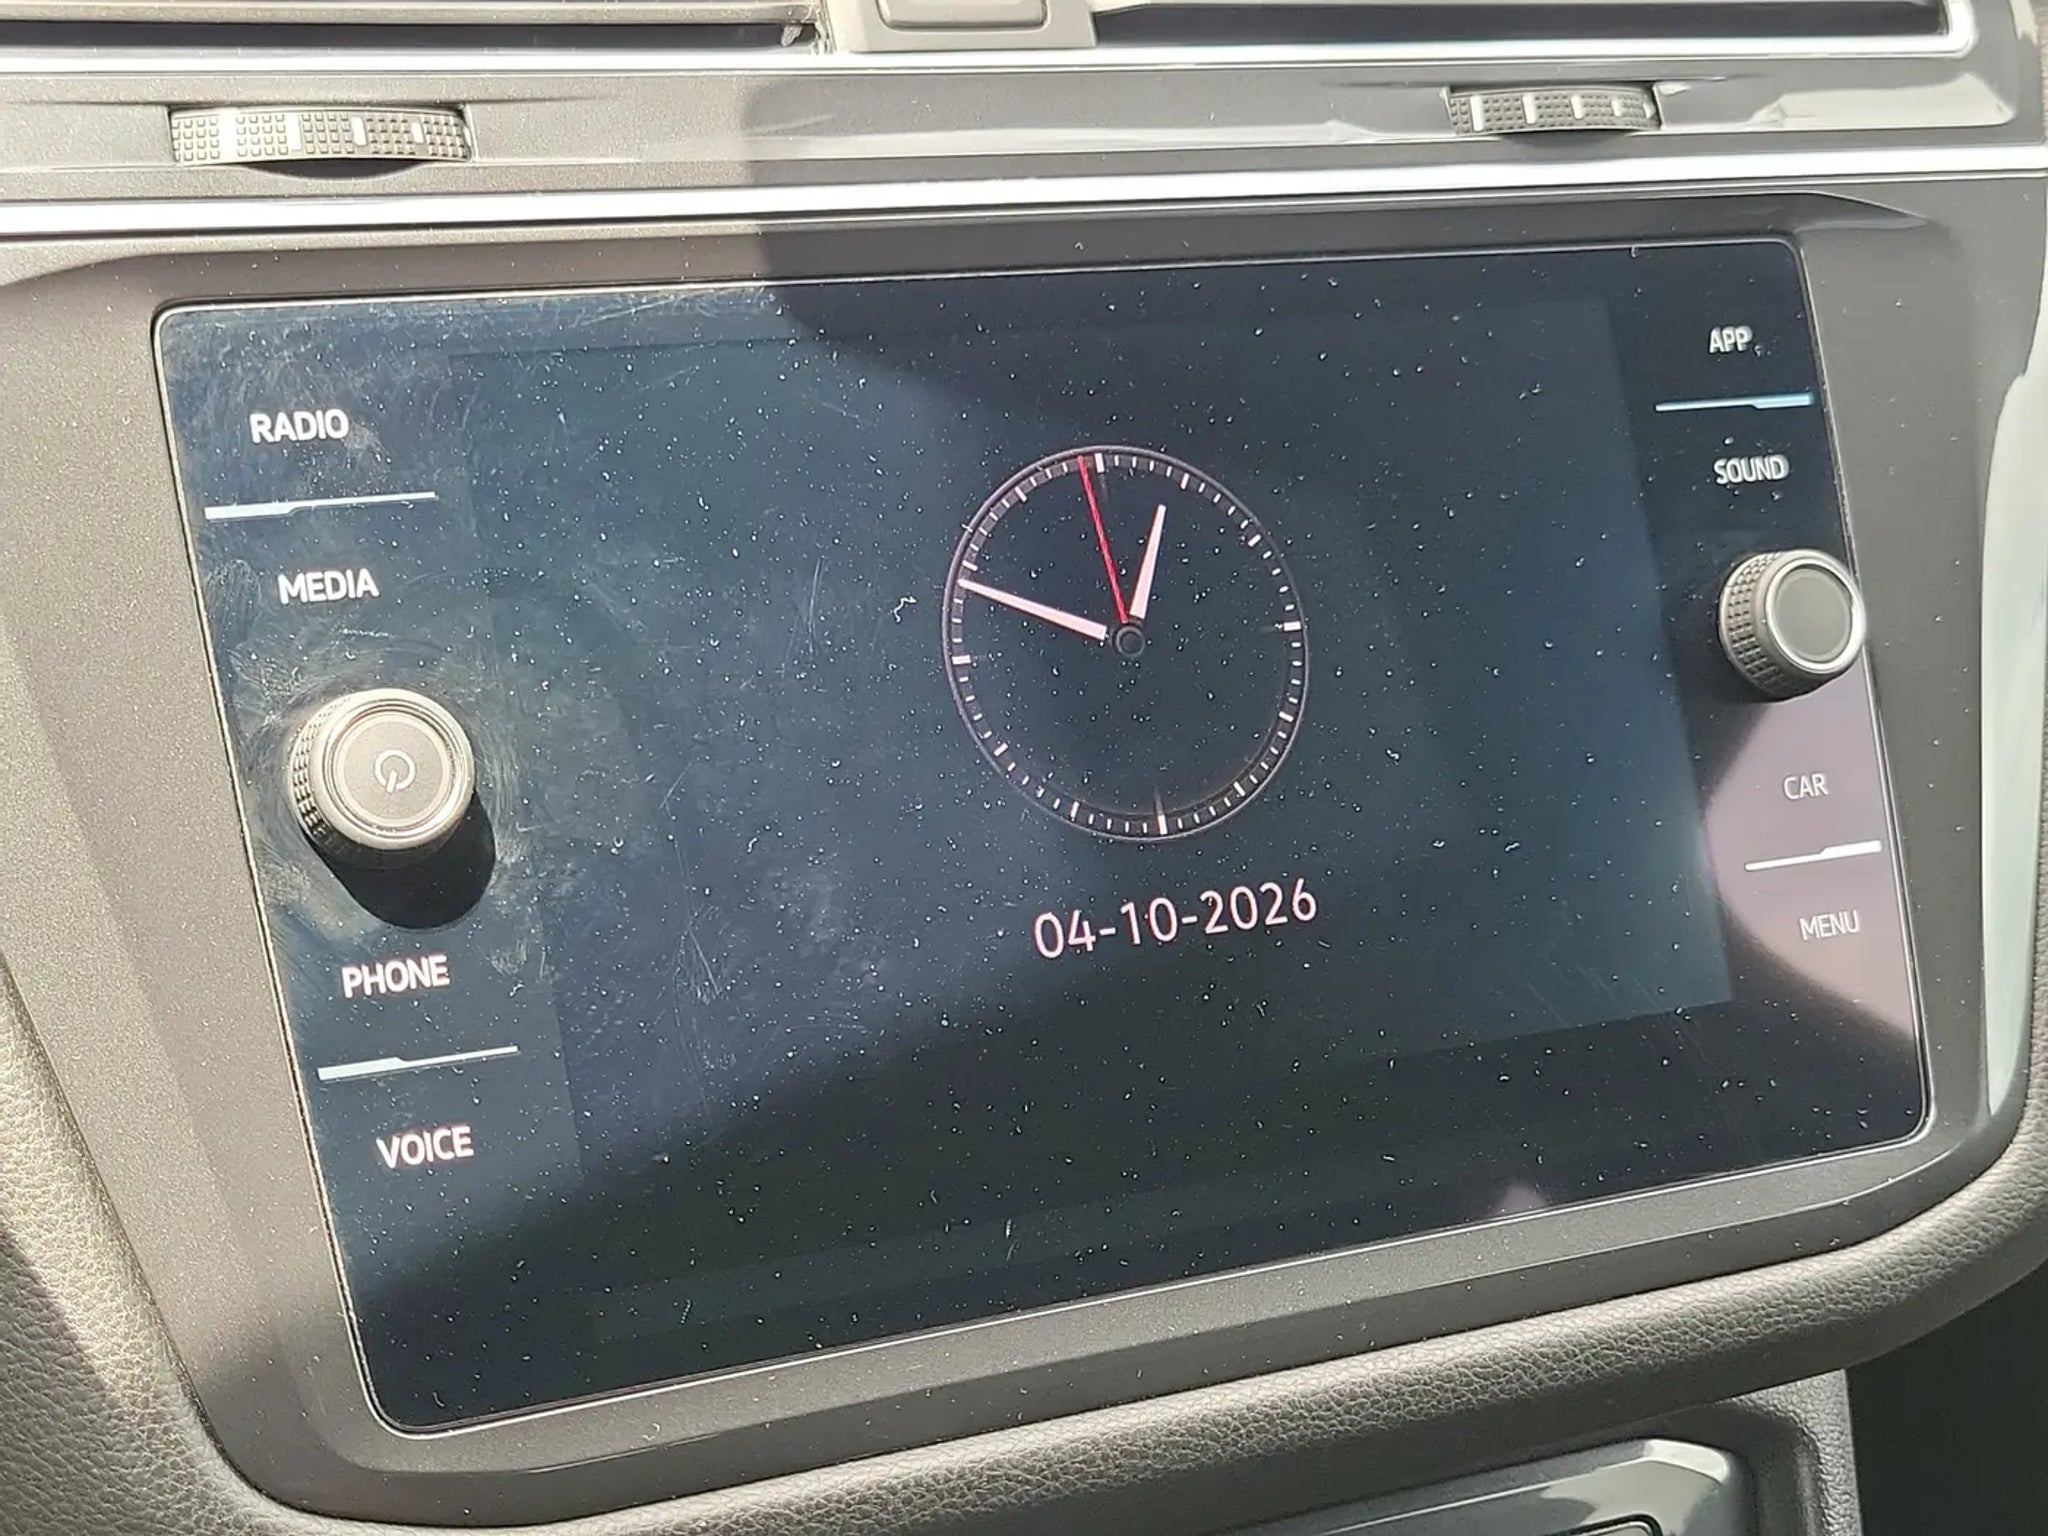 RADIO
MEDIA
PHONE
VOICE
04-10-2026
APP
SOUND
CAR
MENU